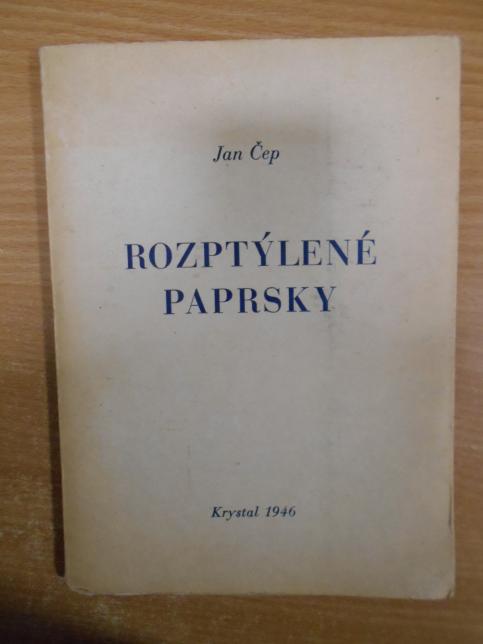 Jan Čep
ROZPTÝLENÉ
PAPRSKY
Krystal 1946